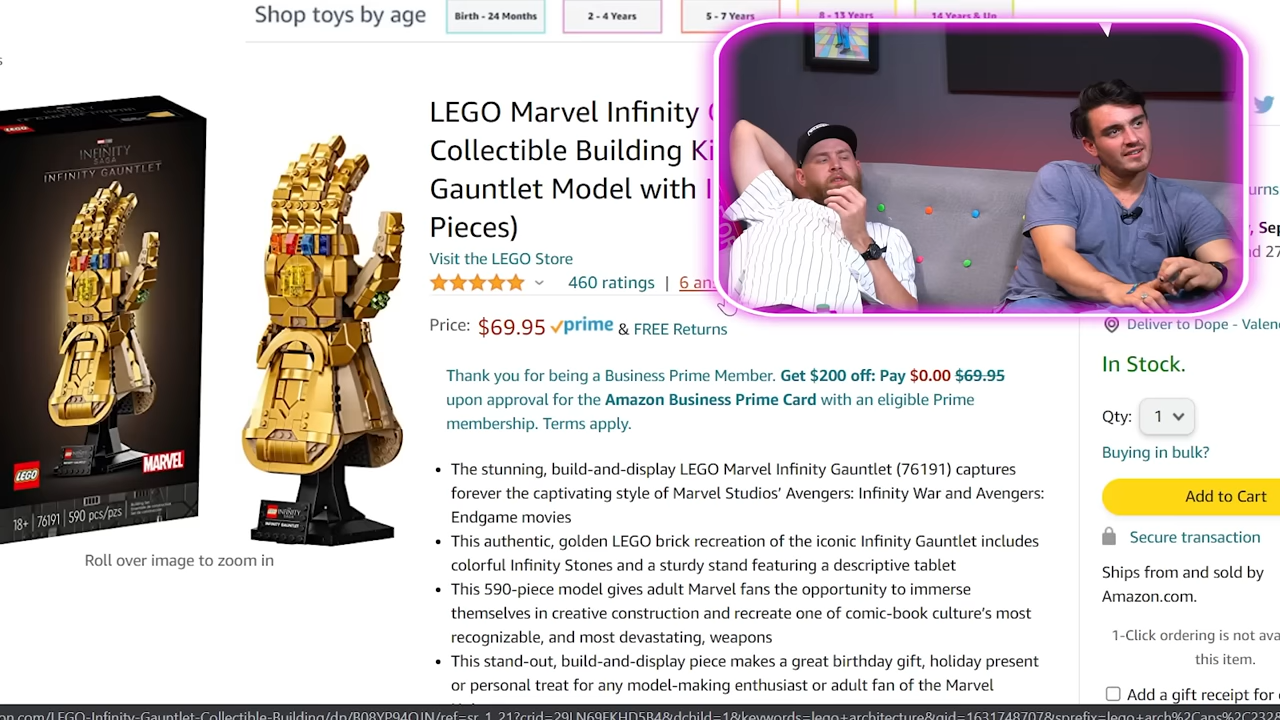 Shop toys by age
Birth - 24 Months
2 - 4 Years
5 - 7 Years
8 - 13 Years
14 Years & Up
LEGO
INFINITY
SAGA
INFINITY GAUNTLET
LEGO
MARVEL
18+ 76191 590 pcs/pzs
INFINITY
INFINITY GAUNTLET
Roll over image to zoom in
LEGO Marvel Infinity
Collectible Building
Gauntlet Model with
Pieces)
Visit the LEGO Store
460 ratings | 6
Price: $69.95 prime & FREE Returns
Thank you for being a Business Prime Member. Get $200 off: Pay $0.00 $69.95
upon approval for the Amazon Business Prime Card with an eligible Prime
membership. Terms apply.
• The stunning, build-and-display LEGO Marvel Infinity Gauntlet (76191) captures
forever the captivating style of Marvel Studios’ Avengers: Infinity War and Avengers:
Endgame movies
• This authentic, golden LEGO brick recreation of the iconic Infinity Gauntlet includes
colorful Infinity Stones and a sturdy stand featuring a descriptive tablet
• This 590-piece model gives adult Marvel fans the opportunity to immerse
themselves in creative construction and recreate one of comic-book culture’s most
recognizable, and most devastating, weapons
• This stand-out, build-and-display piece makes a great birthday gift, holiday present
or personal treat for any model-making enthusiast or adult fan of the Marvel
Deliver to Dope -
In Stock.
Qty: 1
Buying in bulk?
Add to Cart
Secure transaction
Ships from and sold by
Amazon.com.
1-Click ordering is not
this item.
Add a gift receipt for